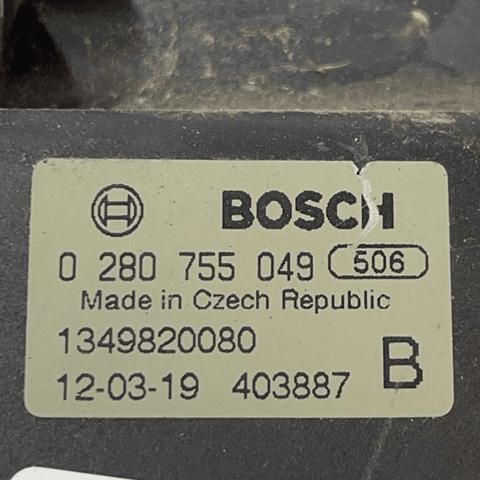 BOSCH
0 280 755 049 506
Made in Czech Republic
1349820080
12-03-19 403887 B